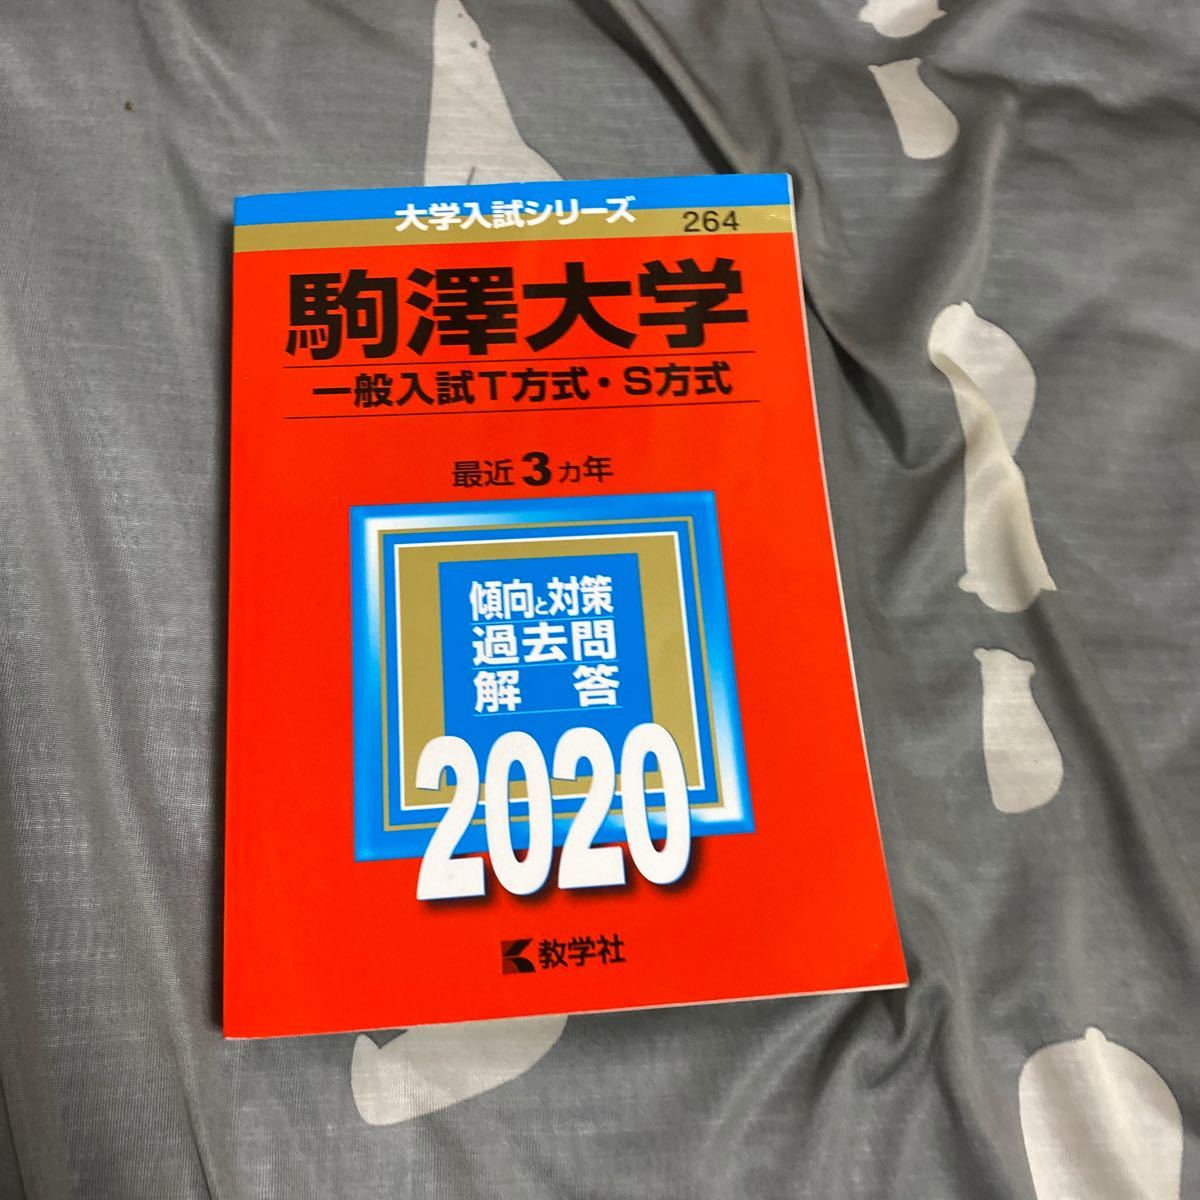 大学入試シリーズ
264
駒澤大学
一般入試T方式・S方式
最近3カ年
傾向と対策
過去問
解答
2020
教学社